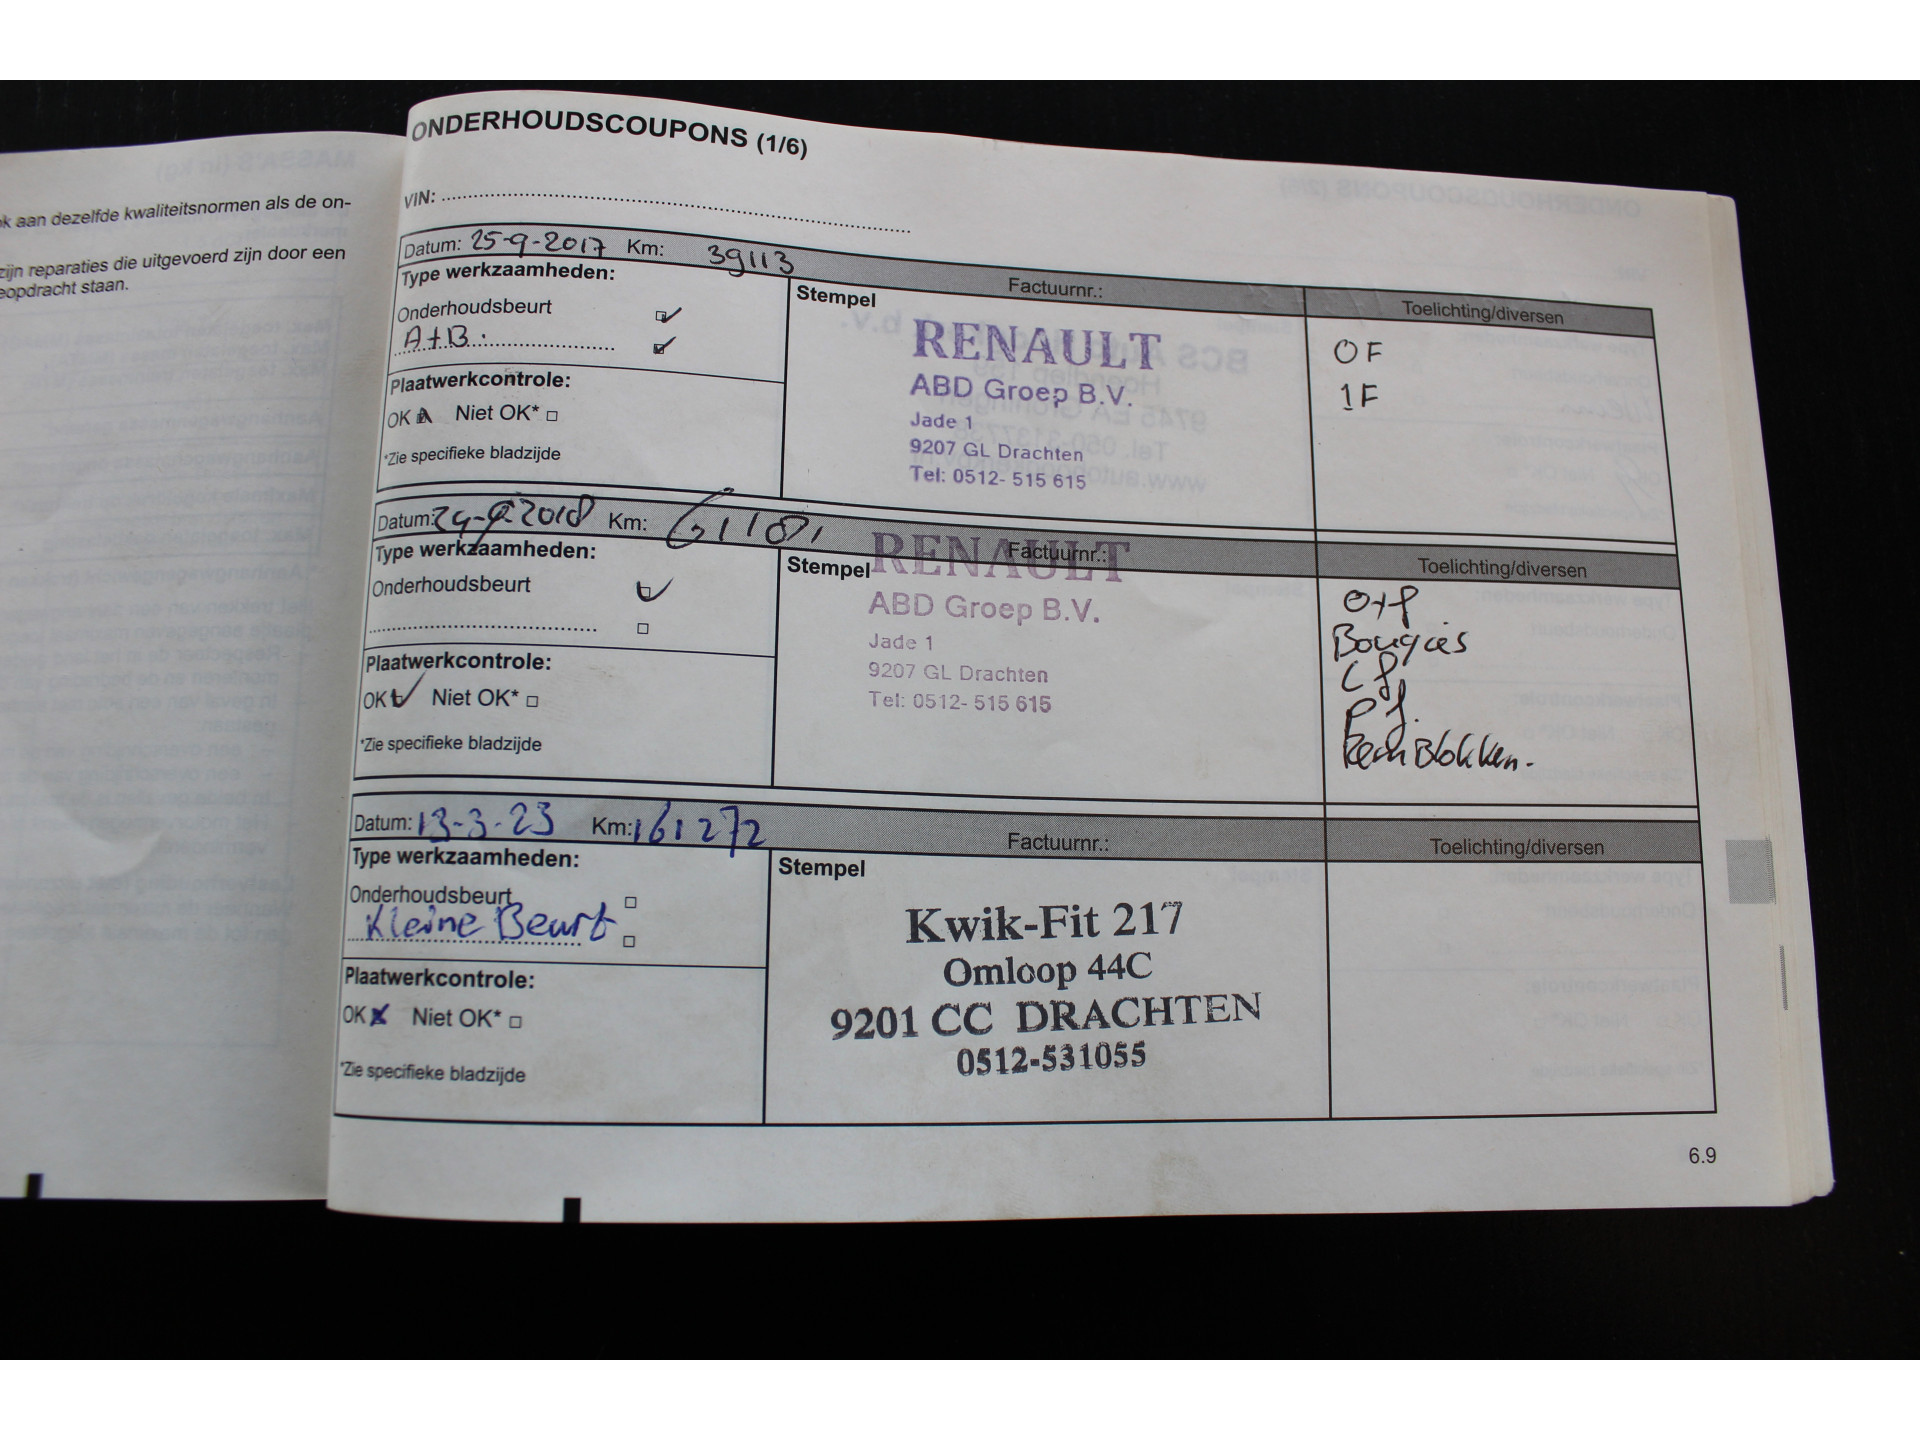 ok aan dezelfde kwaliteitsnormen als de on-
zijn reparaties die uitgevoerd zijn door een
eopdracht staan.
ONDERHOUDSCOUPONS (1/6)
VIN:
Datum: 25-9-2017 Km: 39113
Factuurnr.:
Toelichting/diversen
Type werkzaamheden:
Onderhoudsbeurt
A+B.
Plaatwerkcontrole:
OK Niet OK*
*Zie specifieke bladzijde
Stempel
RENAULT
ABD Groep B.V.
Jade 1
9207 GL Drachten
Tel: 0512- 515 615
OF
1F
Datum: 24-9-2018 Km:
Factuurnr.:
Toelichting/diversen
Type werkzaamheden:
Onderhoudsbeurt
Plaatwerkcontrole:
OK Niet OK*
*Zie specifieke bladzijde
Stempel
RENAULT
ABD Groep B.V.
Jade 1
9207 GL Drachten
Tel: 0512- 515 615
O+f
Bougies
Cf
Pf.
RemBlokken.
Datum: 13-3-23 Km: 161272
Factuurnr.:
Toelichting/diversen
Type werkzaamheden:
Onderhoudsbeurt
Kleine Beurt
Plaatwerkcontrole:
OK Niet OK*
*Zie specifieke bladzijde
Stempel
Kwik-Fit 217
Omloop 44C
9201 CC DRACHTEN
0512-531055
6.9